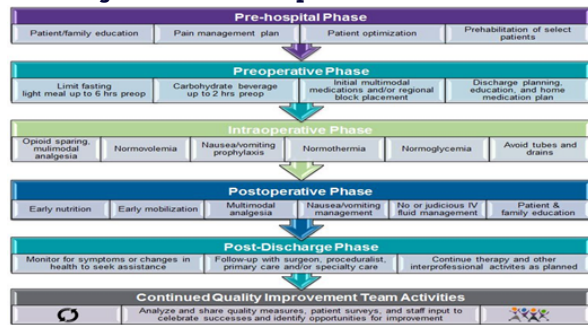 Pre-hospital Phase
Patient/family education
Pain management plan
Patient optimization
Prehabilitation of select
patients
Preoperative Phase
Limit fasting
light meal up to 6 hrs preop
Carbohydrate beverage
up to 2 hrs preop
Initial multimodal
medications and/or regional
block placement
Discharge planning,
education, and home
medication plan
Intraoperative Phase
Opioid sparing,
mulimodal
analgesia
Normovolemia
Nausea/vomiting
prophylaxis
Normothermia
Normoglycemia
Avoid tubes and
drains
Postoperative Phase
Early nutrition
Early mobilization
Multimodal
analgesia
Nausea/vomiting
management
No or judicious IV
fluid management
Patient &
family education
Post-Discharge Phase
Monitor for symptoms or changes in
health to seek assistance
Follow-up with surgeon, proceduralist,
primary care and/or specialty care
Continue therapy and other
interprofessional activites as planned
Continued Quality Improvement Team Activities
Analyze and share quality measures, patient surveys, and staff input to
celebrate successes and identify opportunities for improvement